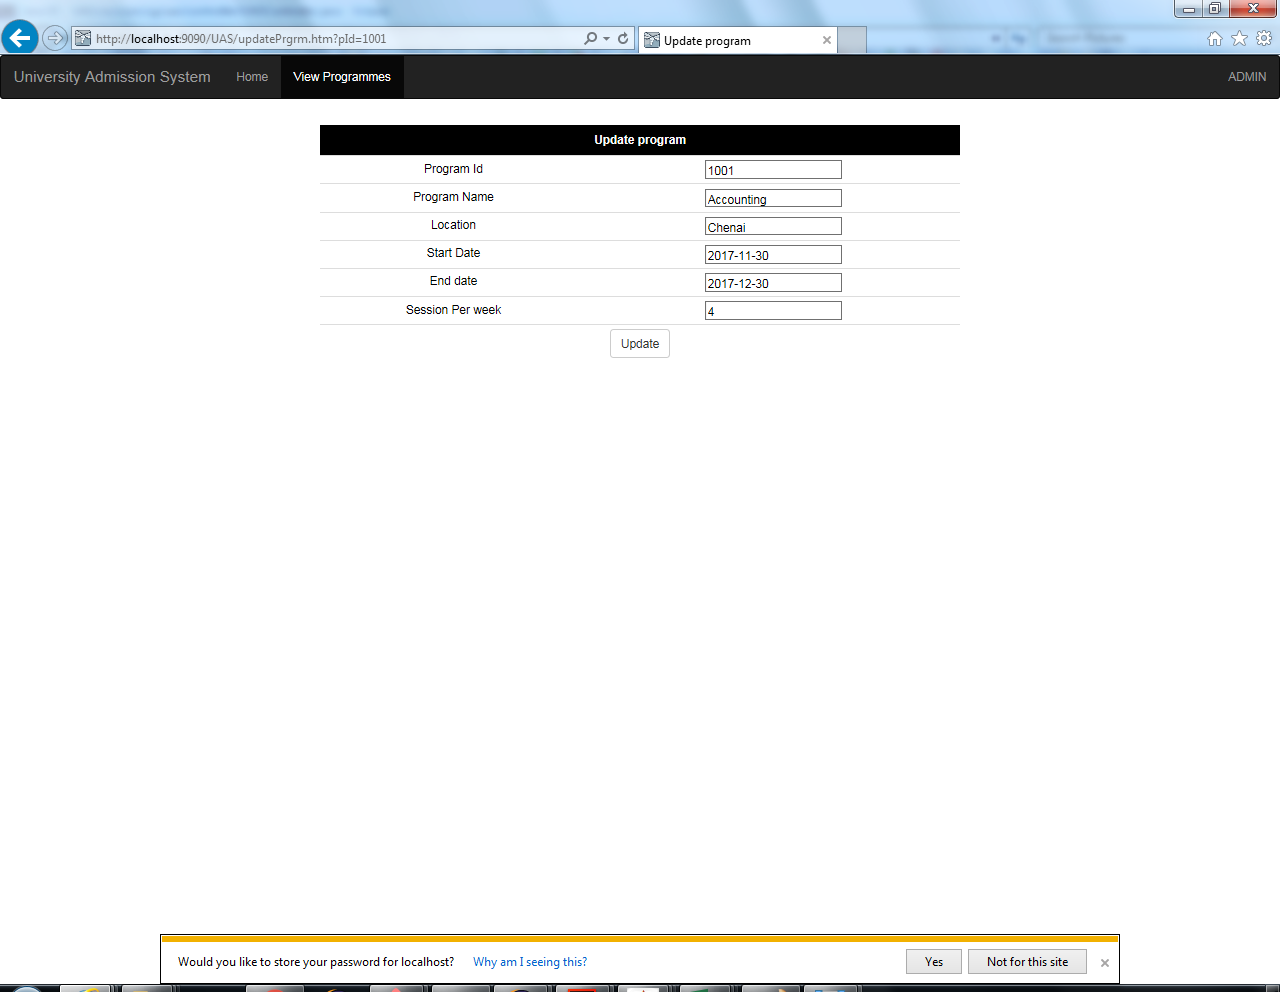 http://localhost:9090/UAS/updatePrgrm.htm?pId=1001
Update program
University Admission System Home View Programmes ADMIN
Update program
Program Id 1001
Program Name Accounting
Location Chenai
Start Date 2017-11-30
End date 2017-12-30
Session Per week 4
Update
Would you like to store your password for localhost? Why am I seeing this? Yes Not for this site